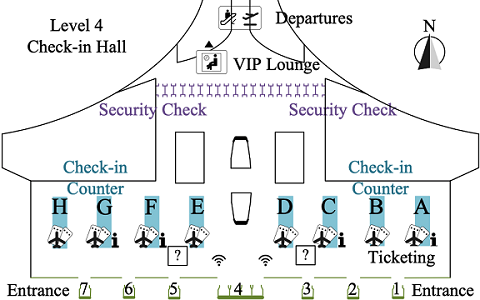 Level 4
Check-in Hall
Departures
N
VIP Lounge
Security Check
Security Check
Check-in
Counter
Check-in
Counter
H G F E D C B A
i i i i
Ticketing
? ?
Entrance 7 6 5 4 3 2 1 Entrance